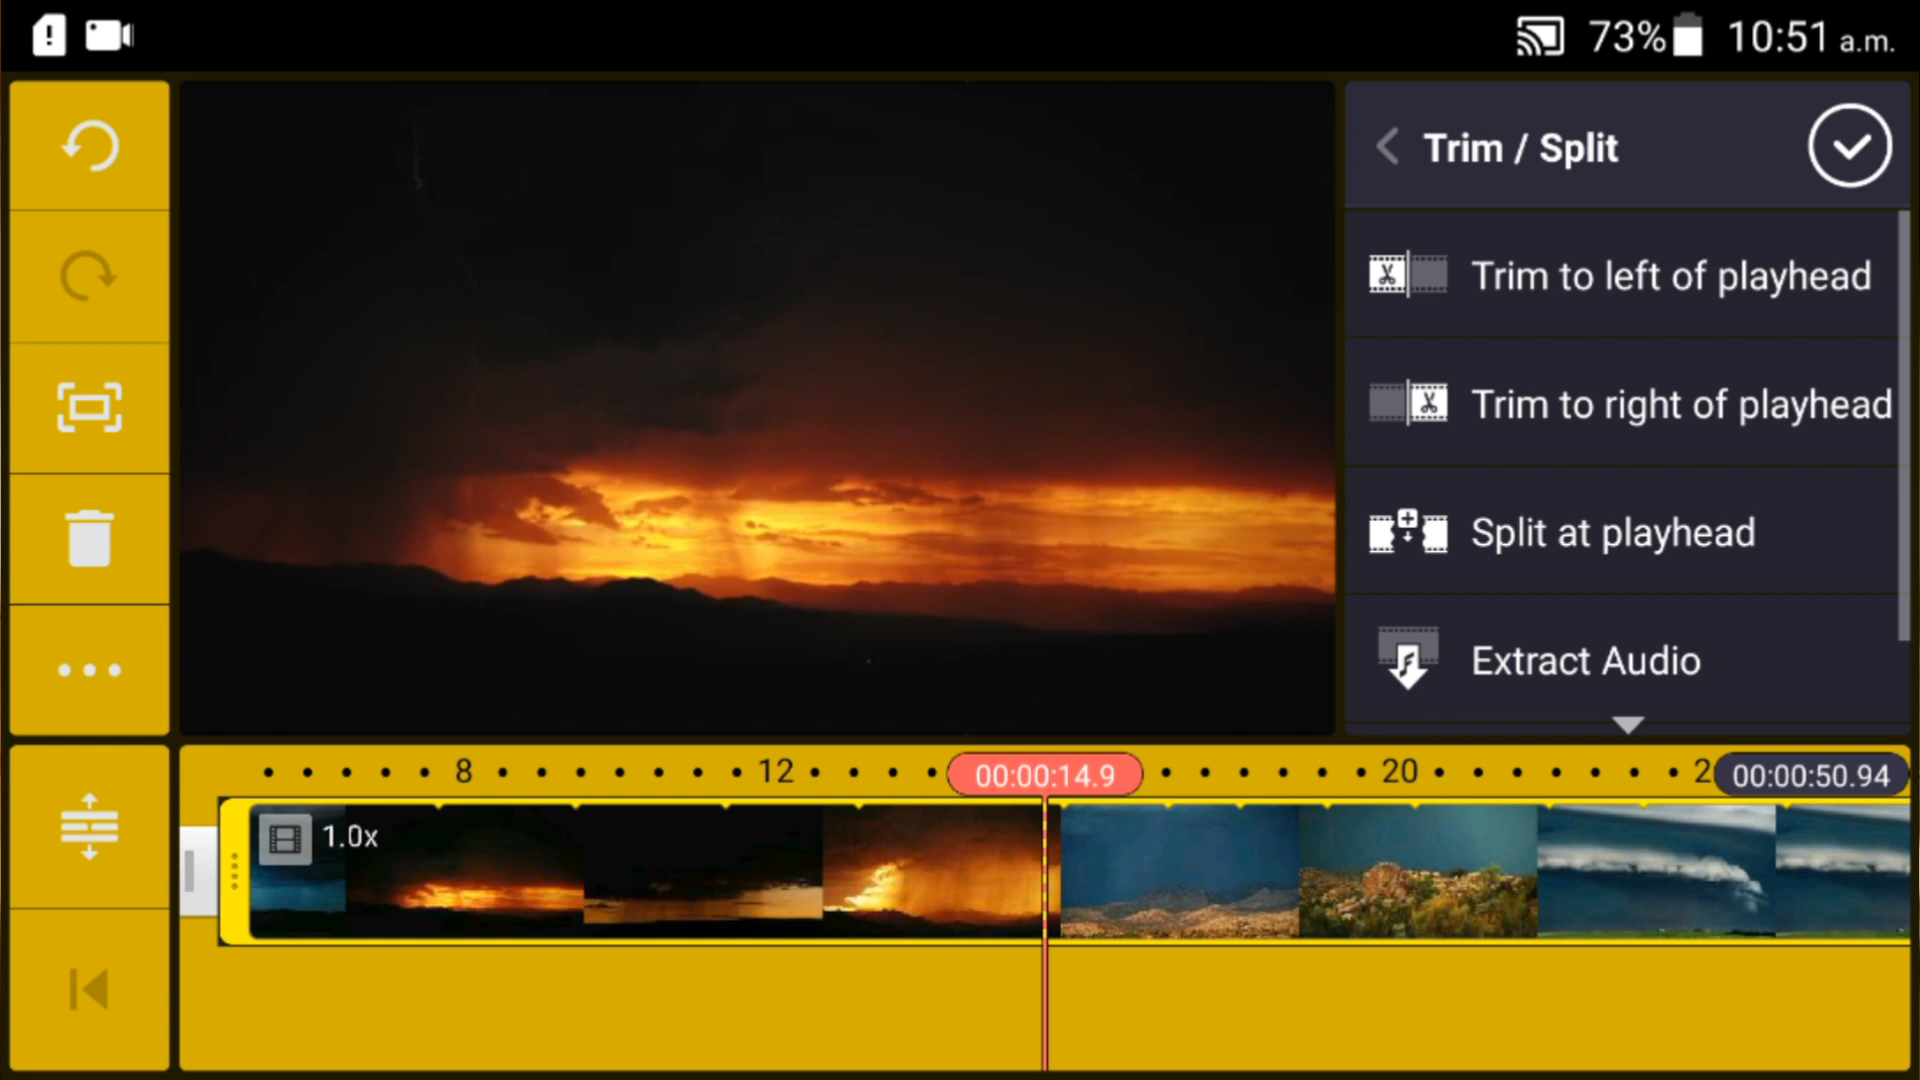 73% 10:51 a.m.
Trim / Split
Trim to left of playhead
Trim to right of playhead
Split at playhead
Extract Audio
8 12 00:00:14.9 20 2 00:00:50.94
1.0x